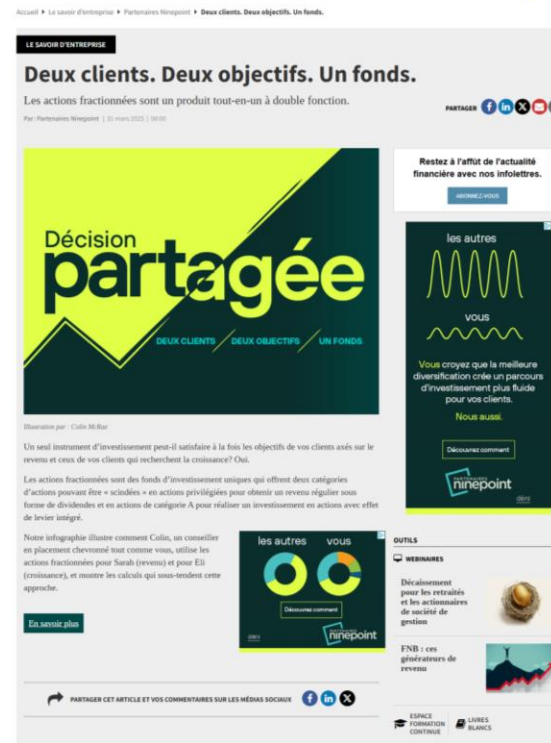 Accueil ▸ Le savoir d'entreprise ▸ Partenaires Ninepoint ▸ Deux clients. Deux objectifs. Un fonds.
LE SAVOIR D'ENTREPRISE
Deux clients. Deux objectifs. Un fonds.
Les actions fractionnées sont un produit tout-en-un à double fonction.
Par : Partenaires Ninepoint | 31 mars 2025 | 00:00
PARTAGER
Décision
partagée
DEUX CLIENTS / DEUX OBJECTIFS / UN FONDS
Illustration par : Colin McRae
Un seul instrument d'investissement peut-il satisfaire à la fois les objectifs de vos clients axés sur le
revenu et ceux de vos clients qui recherchent la croissance? Oui.
Les actions fractionnées sont des fonds d'investissement uniques qui offrent deux catégories
d'actions pouvant être « scindées » en actions privilégiées pour obtenir un revenu régulier sous
forme de dividendes et en actions de catégorie A pour réaliser un investissement en actions avec effet
de levier intégré.
Notre infographie illustre comment Colin, un conseiller
en placement chevronné tout comme vous, utilise les
actions fractionnées pour Sarah (revenu) et pour Eli
(croissance), et montre les calculs qui sous-tendent cette
approche.
En savoir plus
les autres vous
Découvrez comment
PARTENAIRES
ninepoint
PARTAGER CET ARTICLE ET VOS COMMENTAIRES SUR LES MÉDIAS SOCIAUX
Restez à l'affût de l'actualité
financière avec nos infolettres.
ABONNEZ-VOUS
les autres
vous
Vous croyez que la meilleure
diversification crée un parcours
d'investissement plus fluide
pour vos clients.
Nous aussi.
Découvrez comment
PARTENAIRES
ninepoint
OUTILS
WEBINAIRES
Décaissement
pour les retraités
et les actionnaires
de société de
gestion
FNB : ces
générateurs de
revenu
ESPACE
FORMATION
CONTINUE
LIVRES
BLANCS